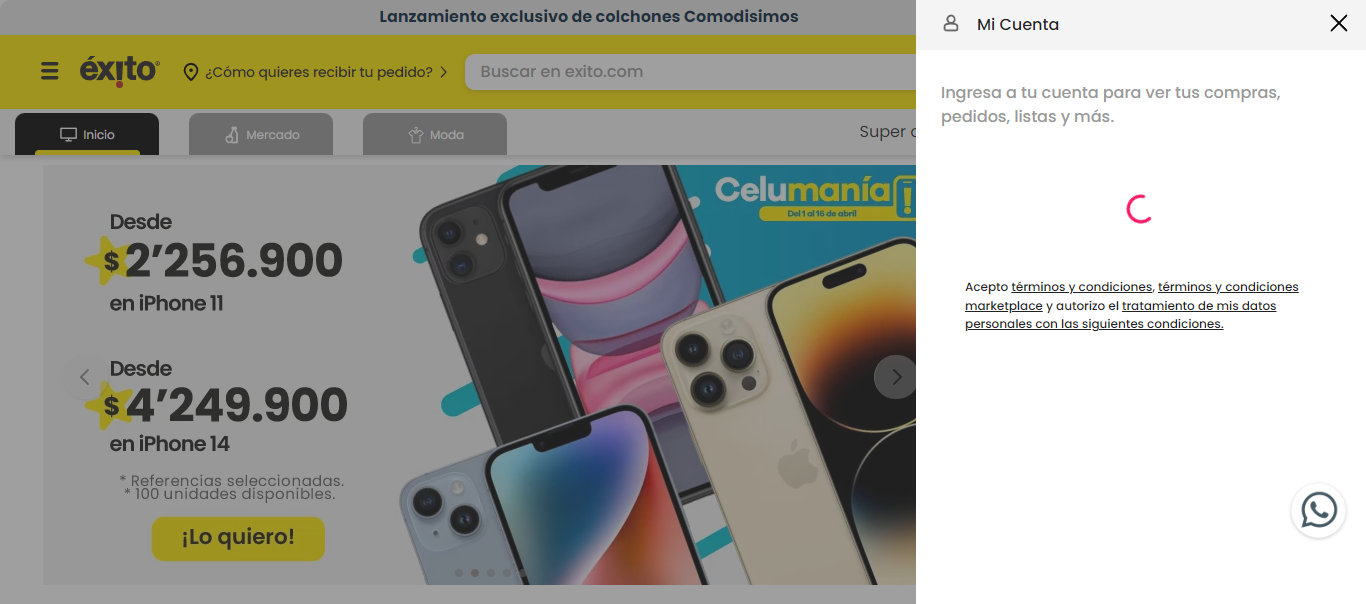 Lanzamiento exclusivo de colchones Comodisimos
éxito
¿Cómo quieres recibir tu pedido?
Buscar en exito.com
Inicio
Mercado
Moda
Super
Desde
$2’256.900
en iPhone 11
Desde
$4’249.900
en iPhone 14
* Referencias seleccionadas.
* 100 unidades disponibles.
¡Lo quiero!
Celumanía
Del 1 al 16 de abril
Mi Cuenta
Ingresa a tu cuenta para ver tus compras,
pedidos, listas y más.
Acepto términos y condiciones, términos y condiciones
marketplace y autorizo el tratamiento de mis datos
personales con las siguientes condiciones.